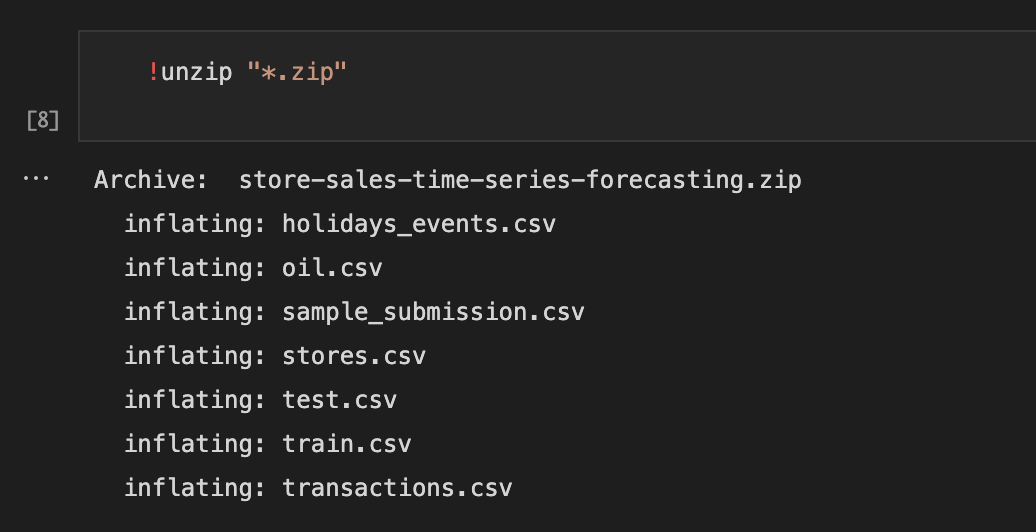 !unzip "*.zip"
[8]
... Archive:  store-sales-time-series-forecasting.zip
  inflating: holidays_events.csv
  inflating: oil.csv
  inflating: sample_submission.csv
  inflating: stores.csv
  inflating: test.csv
  inflating: train.csv
  inflating: transactions.csv